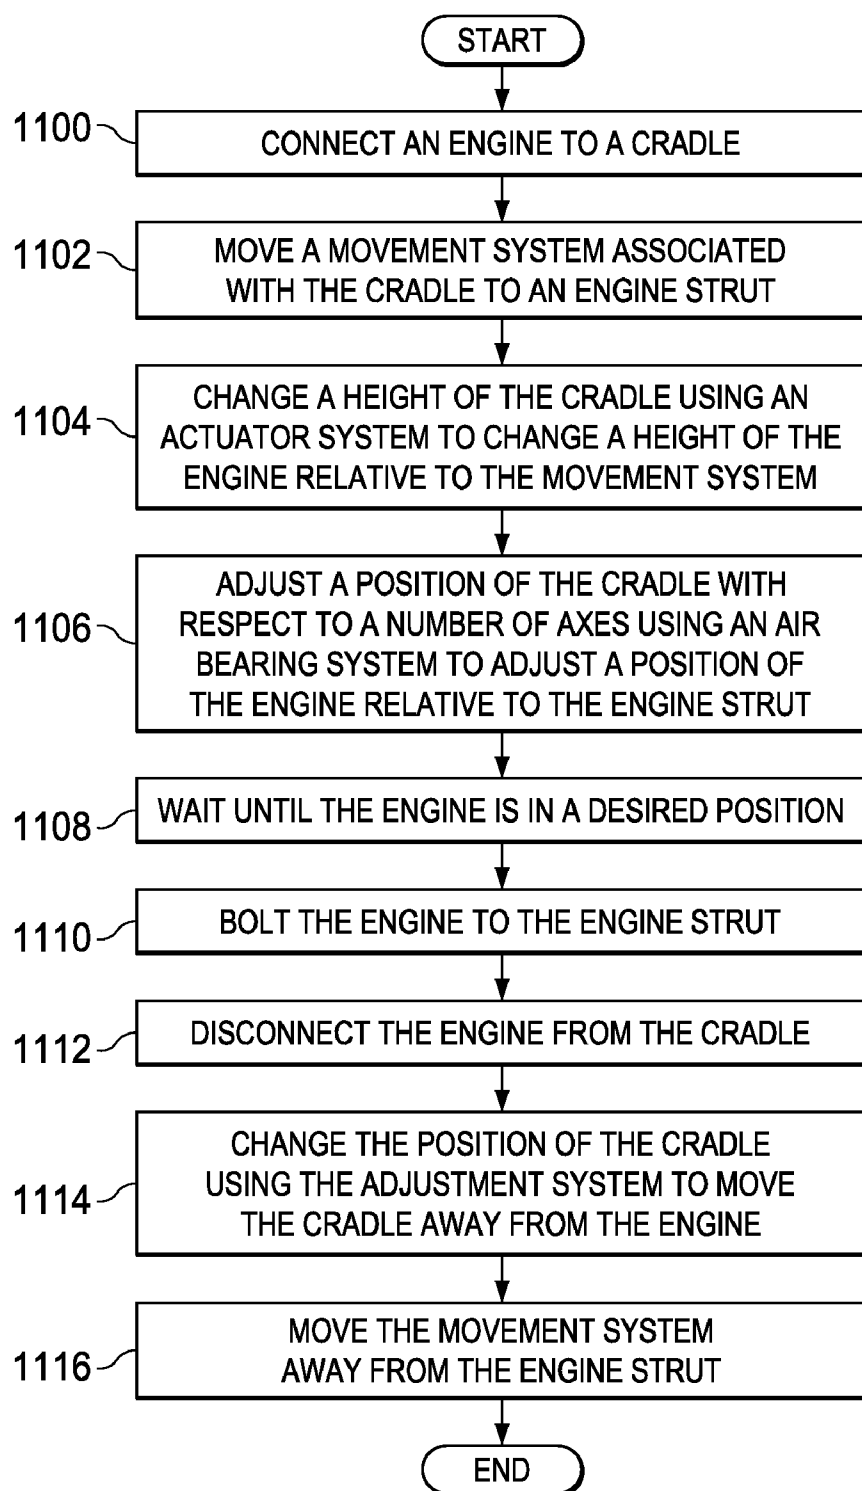 START
1100
CONNECT AN ENGINE TO A CRADLE
1102
MOVE A MOVEMENT SYSTEM ASSOCIATED
WITH THE CRADLE TO AN ENGINE STRUT
1104
CHANGE A HEIGHT OF THE CRADLE USING AN
ACTUATOR SYSTEM TO CHANGE A HEIGHT OF THE
ENGINE RELATIVE TO THE MOVEMENT SYSTEM
1106
ADJUST A POSITION OF THE CRADLE WITH
RESPECT TO A NUMBER OF AXES USING AN AIR
BEARING SYSTEM TO ADJUST A POSITION OF
THE ENGINE RELATIVE TO THE ENGINE STRUT
1108
WAIT UNTIL THE ENGINE IS IN A DESIRED POSITION
1110
BOLT THE ENGINE TO THE ENGINE STRUT
1112
DISCONNECT THE ENGINE FROM THE CRADLE
1114
CHANGE THE POSITION OF THE CRADLE
USING THE ADJUSTMENT SYSTEM TO MOVE
THE CRADLE AWAY FROM THE ENGINE
1116
MOVE THE MOVEMENT SYSTEM
AWAY FROM THE ENGINE STRUT
END